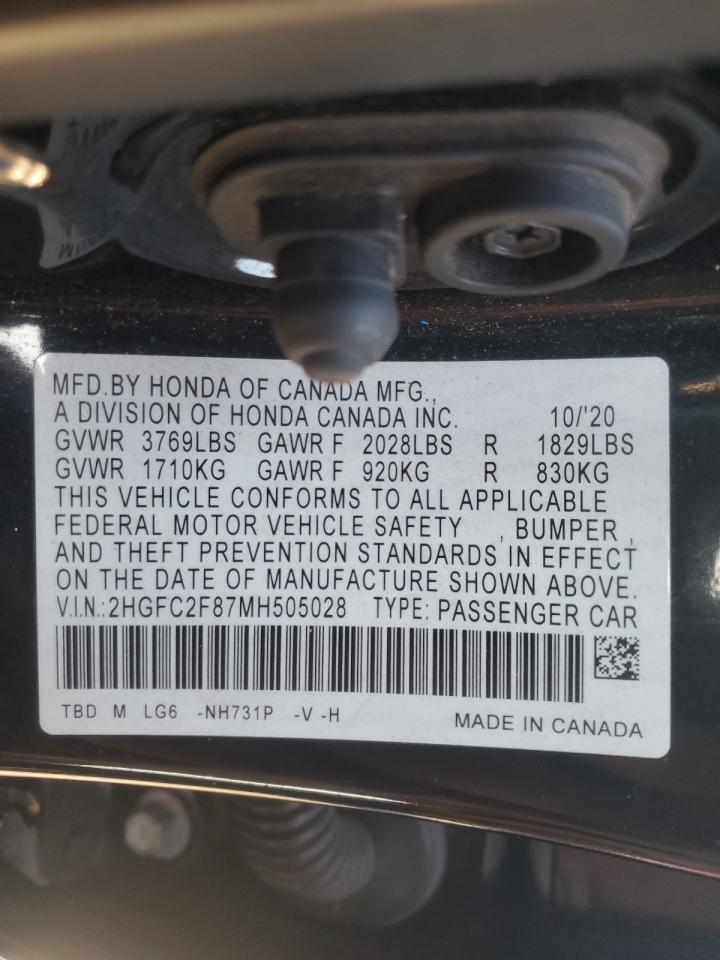 MFD.BY HONDA OF CANADA MFG.,
A DIVISION OF HONDA CANADA INC. 10/'20
GVWR 3769LBS GAWR F 2028LBS R 1829LBS
GVWR 1710KG GAWR F 920KG R 830KG
THIS VEHICLE CONFORMS TO ALL APPLICABLE
FEDERAL MOTOR VEHICLE SAFETY , BUMPER ,
AND THEFT PREVENTION STANDARDS IN EFFECT
ON THE DATE OF MANUFACTURE SHOWN ABOVE.
V.I.N.:2HGFC2F87MH505028 TYPE: PASSENGER CAR
TBD M LG6 -NH731P -V -H MADE IN CANADA